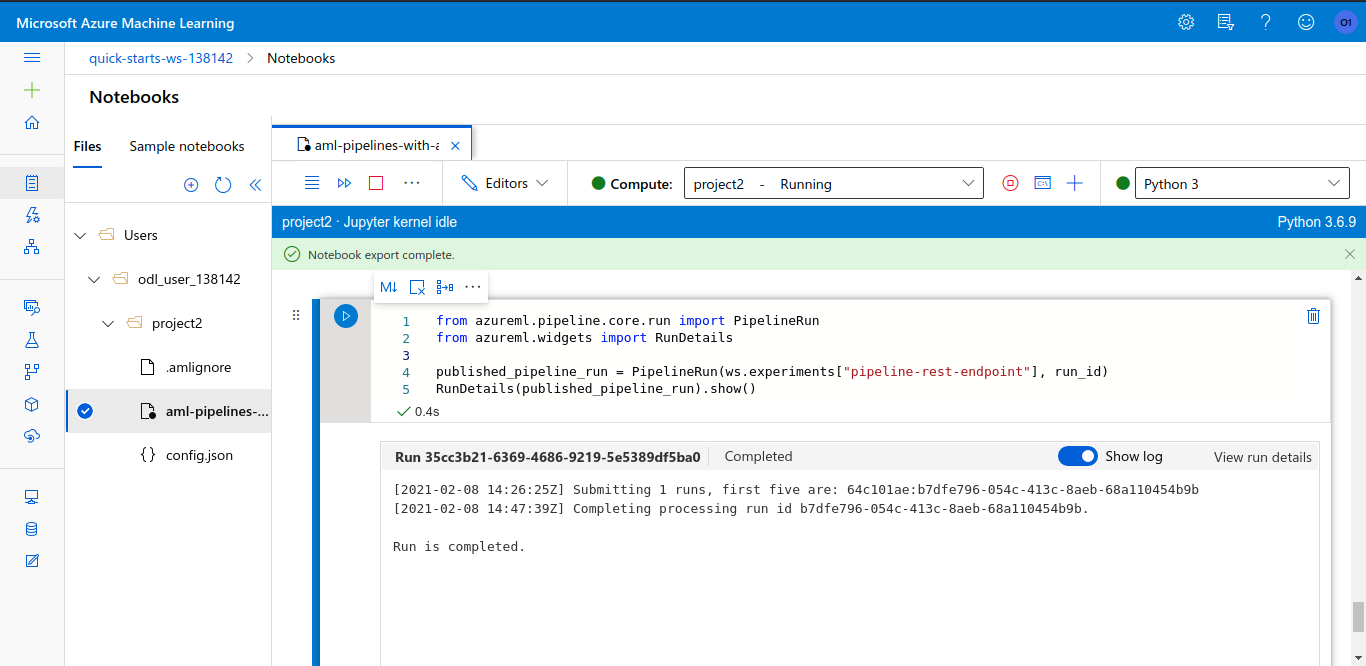 Microsoft Azure Machine Learning
O1
quick-starts-ws-138142 > Notebooks
Notebooks
Files Sample notebooks
aml-pipelines-with-a
Editors
Compute: project2 - Running
Python 3
Users
odl_user_138142
project2
.amlignore
aml-pipelines-...
{} config.json
project2 · Jupyter kernel idle Python 3.6.9
Notebook export complete.
M↓
1 from azureml.pipeline.core.run import PipelineRun
2 from azureml.widgets import RunDetails
3
4 published_pipeline_run = PipelineRun(ws.experiments["pipeline-rest-endpoint"], run_id)
5 RunDetails(published_pipeline_run).show()
0.4s
Run 35cc3b21-6369-4686-9219-5e5389df5ba0 Completed Show log View run details
[2021-02-08 14:26:25Z] Submitting 1 runs, first five are: 64c101ae:b7dfe796-054c-413c-8aeb-68a110454b9b
[2021-02-08 14:47:39Z] Completing processing run id b7dfe796-054c-413c-8aeb-68a110454b9b.
Run is completed.